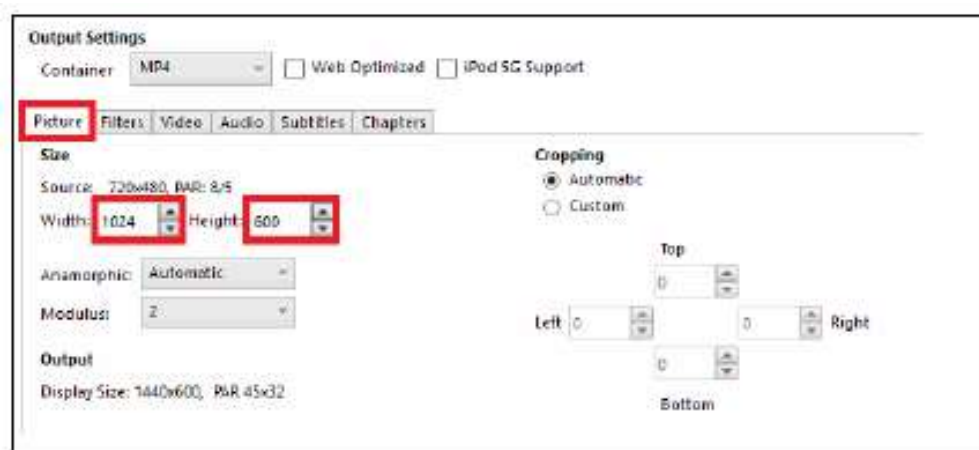 Output Settings
Container MP4 Web Optimized iPod 5G Support
Picture Filters Video Audio Subtitles Chapters
Size
Source: 720x480, PAR: 8/5
Width: 1024 Height: 600
Anamorphic: Automatic
Modulus: 2
Output
Display Size: 1440x600, PAR 45x32
Cropping
Automatic
Custom
Top
0
Left 0 0 Right
0
Bottom